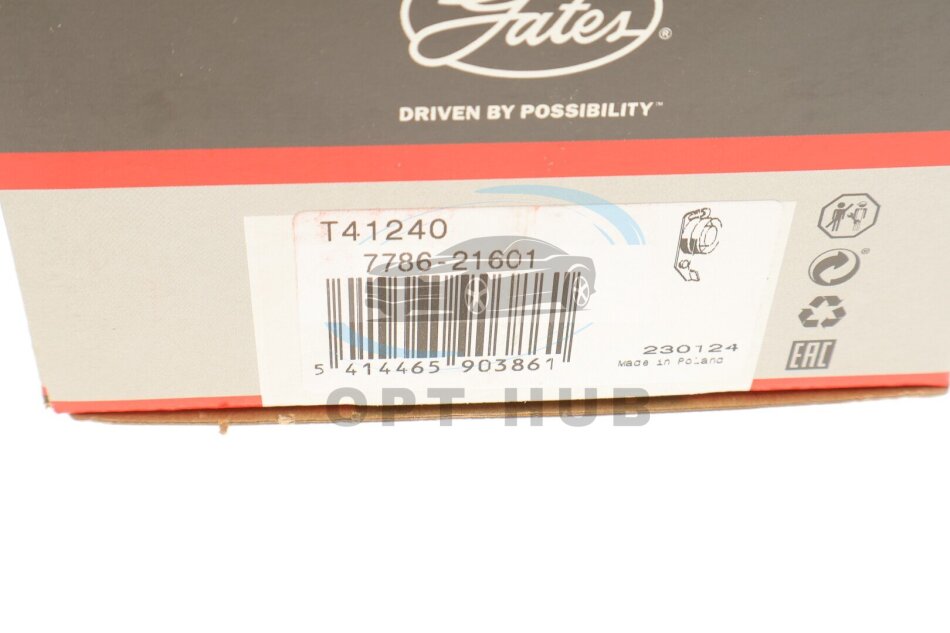 Gates®
DRIVEN BY POSSIBILITY™
T41240
7786-21601
5 414465 903861
230124
Made in Poland
EAC
OPT HUB